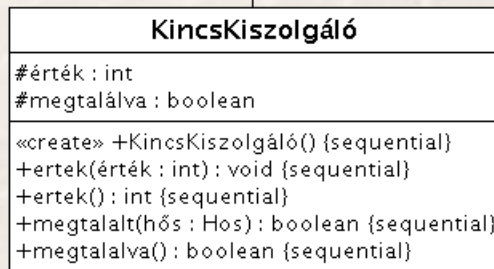 KincsKiszolgáló
#érték : int
#megtalálva : boolean
«create» +KincsKiszolgáló() {sequential}
+ertek(érték : int) : void {sequential}
+ertek() : int {sequential}
+megtalalt(hős : Hos) : boolean {sequential}
+megtalalva() : boolean {sequential}